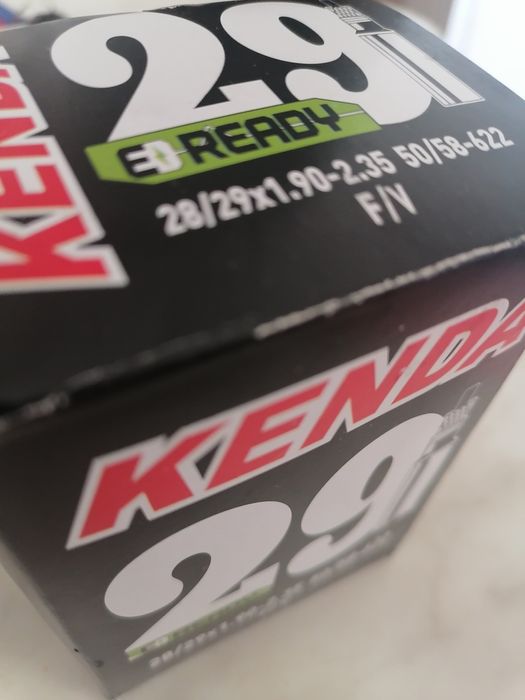 KENDA
29
E READY
28/29x1.90-2.35 50/58-622
F/V
KENDA
29